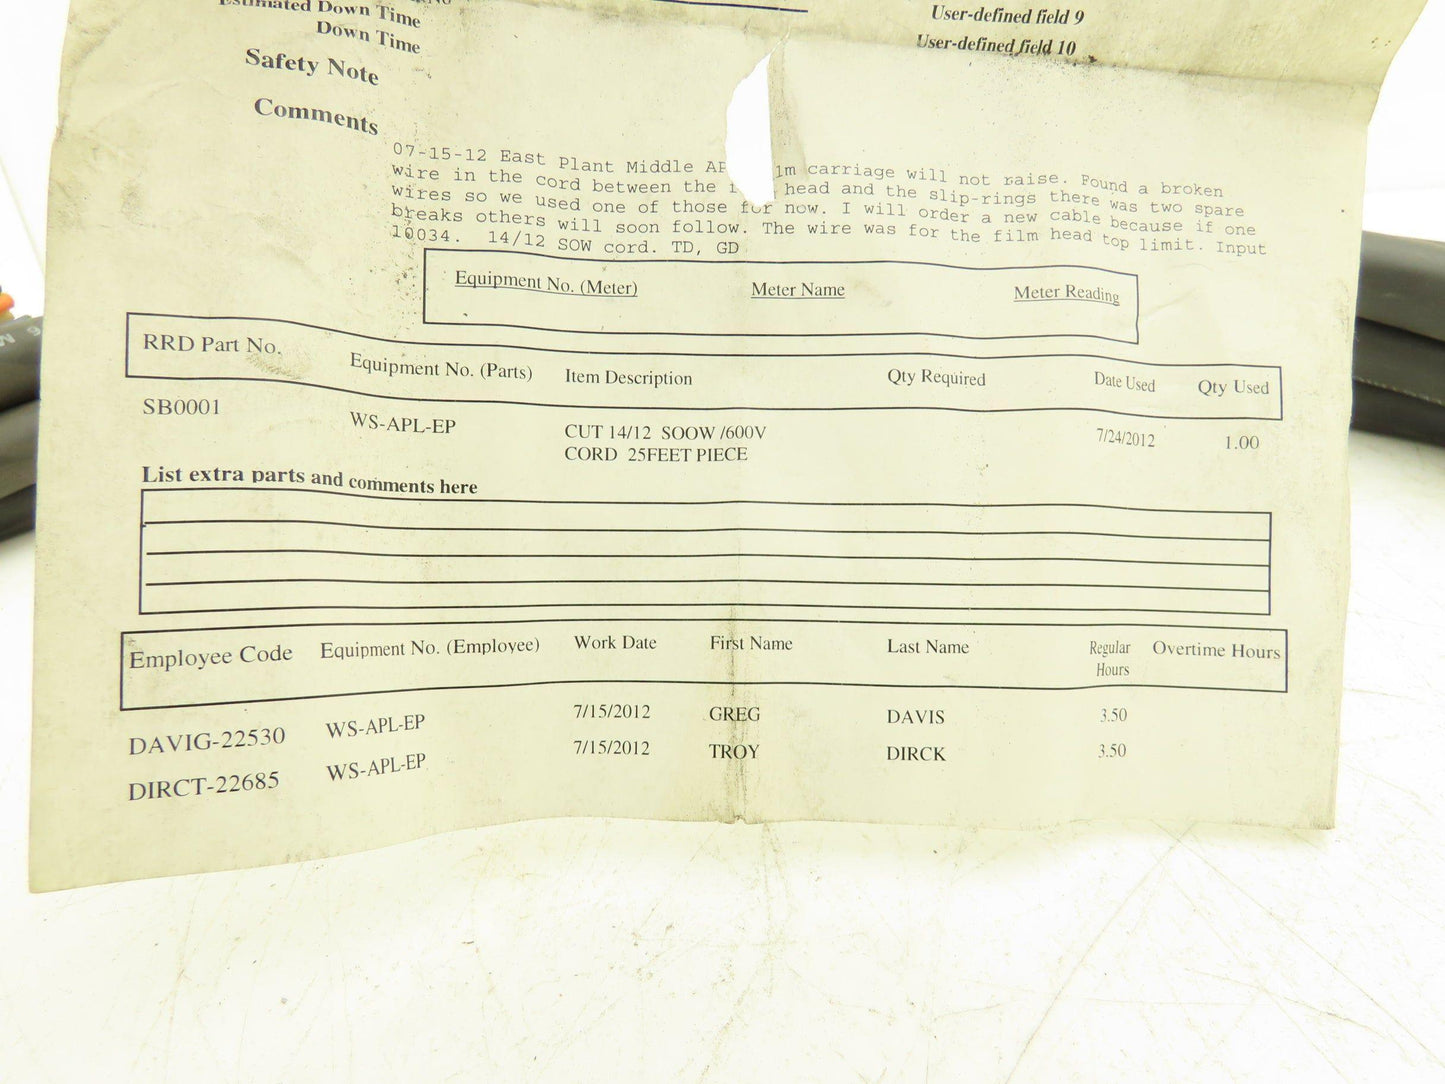 Estimated Down Time
Down Time
User-defined field 9
User-defined field 10
Safety Note
Comments
07-15-12 East Plant Middle carriage will not raise. Found a broken
wire in the cord between the head and the slip-rings there was two spare
wires so we used one of those for now. I will order a new cable because if one
breaks others will soon follow. The wire was for the film head top limit. Input
10034. 14/12 SOW cord. TD, GD
Equipment No. (Meter) Meter Name Meter Reading
RRD Part No. Equipment No. (Parts) Item Description Qty Required Date Used Qty Used
SB0001 WS-APL-EP CUT 14/12 SOOW /600V 7/24/2012 1.00
CORD 25FEET PIECE
List extra parts and comments here
Employee Code Equipment No. (Employee) Work Date First Name Last Name Regular Hours Overtime Hours
DAVIG-22530 WS-APL-EP 7/15/2012 GREG DAVIS 3.50
DIRCT-22685 WS-APL-EP 7/15/2012 TROY DIRCK 3.50